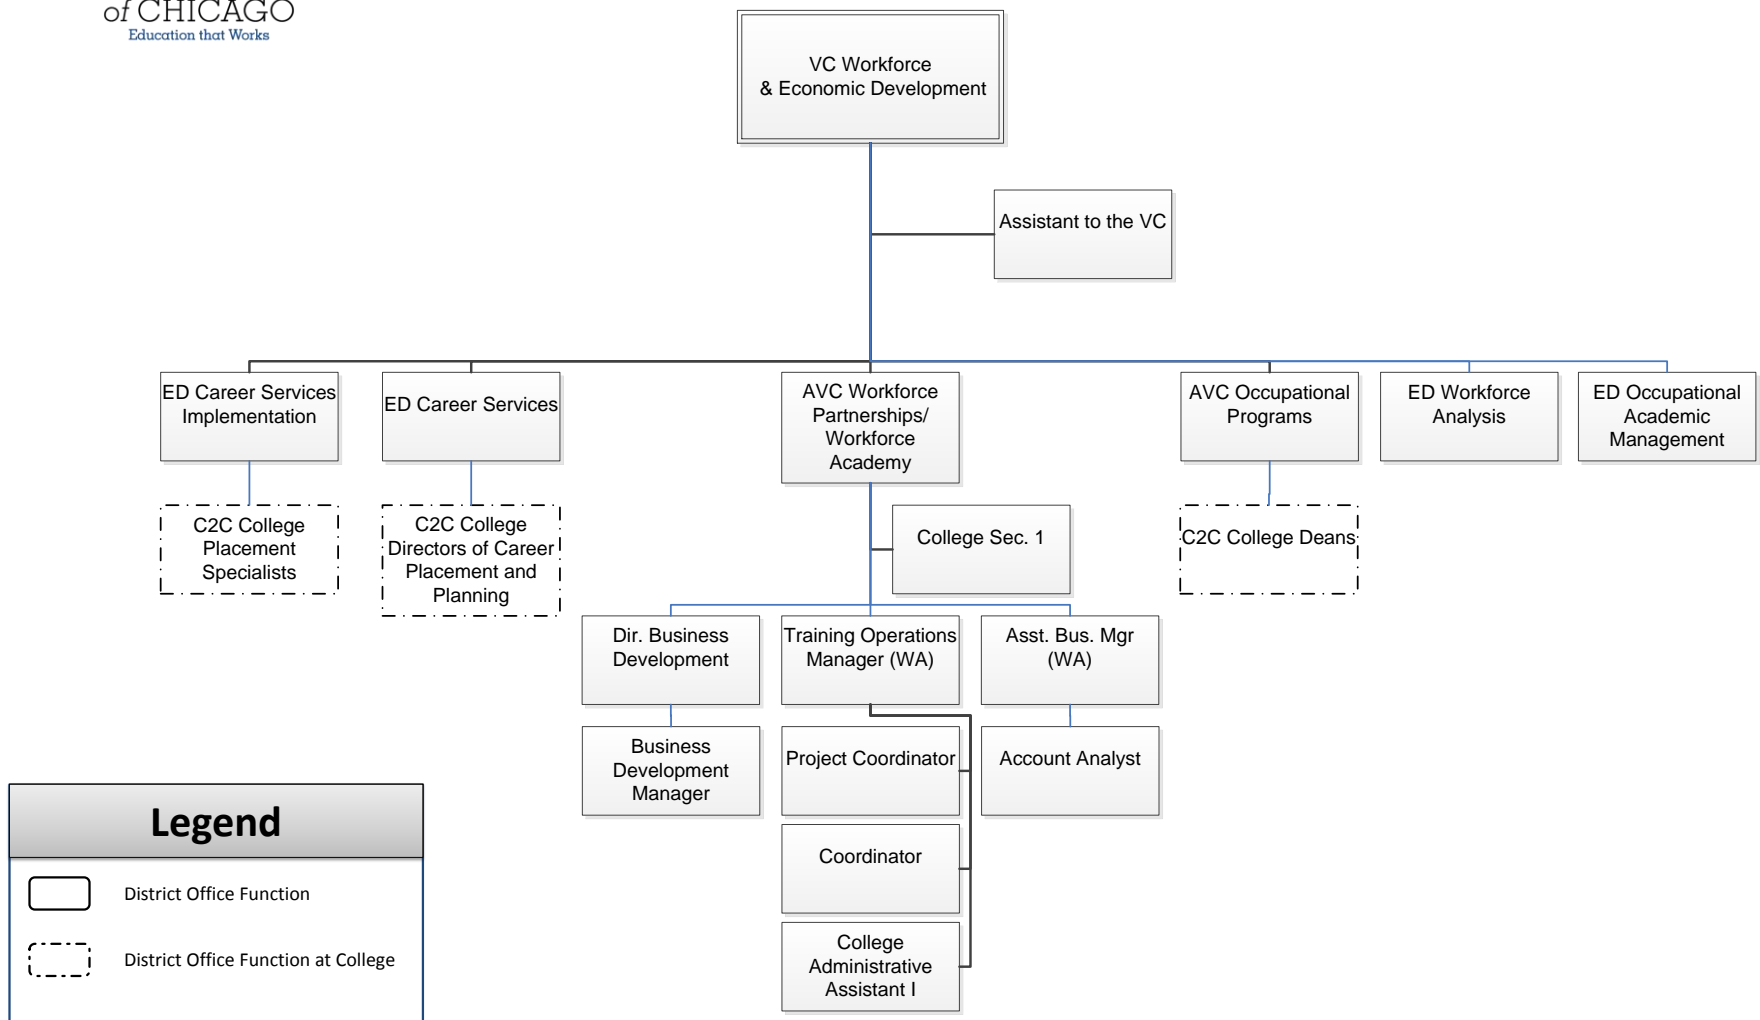 of CHICAGO
Education that Works
VC Workforce
& Economic Development
Assistant to the VC
ED Career Services
Implementation
ED Career Services
AVC Workforce
Partnerships/
Workforce
Academy
AVC Occupational
Programs
ED Workforce
Analysis
ED Occupational
Academic
Management
C2C College
Placement
Specialists
C2C College
Directors of Career
Placement and
Planning
College Sec. 1
C2C College Deans
Dir. Business
Development
Training Operations
Manager (WA)
Asst. Bus. Mgr
(WA)
Business
Development
Manager
Project Coordinator
Account Analyst
Coordinator
College
Administrative
Assistant I
Legend
District Office Function
District Office Function at College